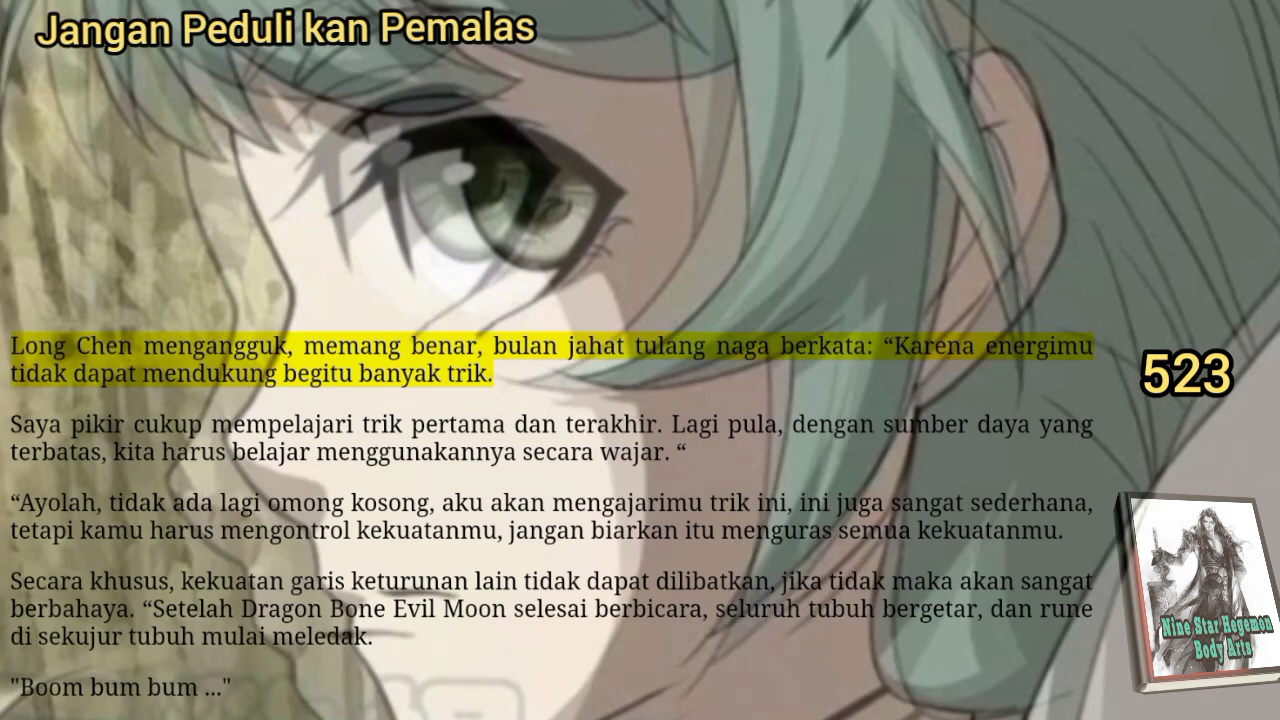 Jangan Peduli kan Pemalas
Long Chen mengangguk, memang benar, bulan jahat tulang naga berkata: “Karena energimu
tidak dapat mendukung begitu banyak trik.
Saya pikir cukup mempelajari trik pertama dan terakhir. Lagi pula, dengan sumber daya yang
terbatas, kita harus belajar menggunakannya secara wajar. “
“Ayolah, tidak ada lagi omong kosong, aku akan mengajarimu trik ini, ini juga sangat sederhana,
tetapi kamu harus mengontrol kekuatanmu, jangan biarkan itu menguras semua kekuatanmu.
Secara khusus, kekuatan garis keturunan lain tidak dapat dilibatkan, jika tidak maka akan sangat
berbahaya. “Setelah Dragon Bone Evil Moon selesai berbicara, seluruh tubuh bergetar, dan rune
di sekujur tubuh mulai meledak.
"Boom bum bum ..."
523
Nine Star Hegemon
Body Arts